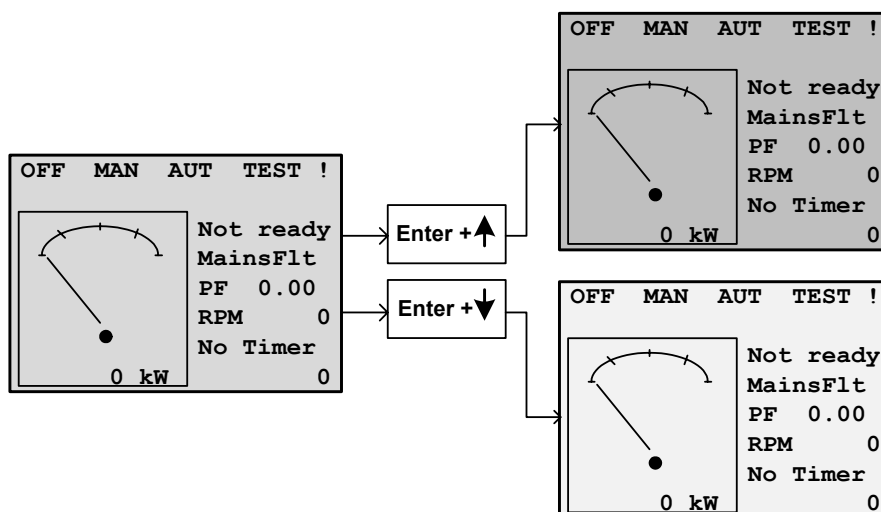 OFF MAN AUT TEST !
Not ready
MainsFlt
PF 0.00
RPM 0
No Timer
0 kW 0
Enter +
Enter +
OFF MAN AUT TEST !
Not ready
MainsFlt
PF 0.00
RPM 0
No Timer
0 kW 0
OFF MAN AUT TEST !
Not ready
MainsFlt
PF 0.00
RPM 0
No Timer
0 kW 0